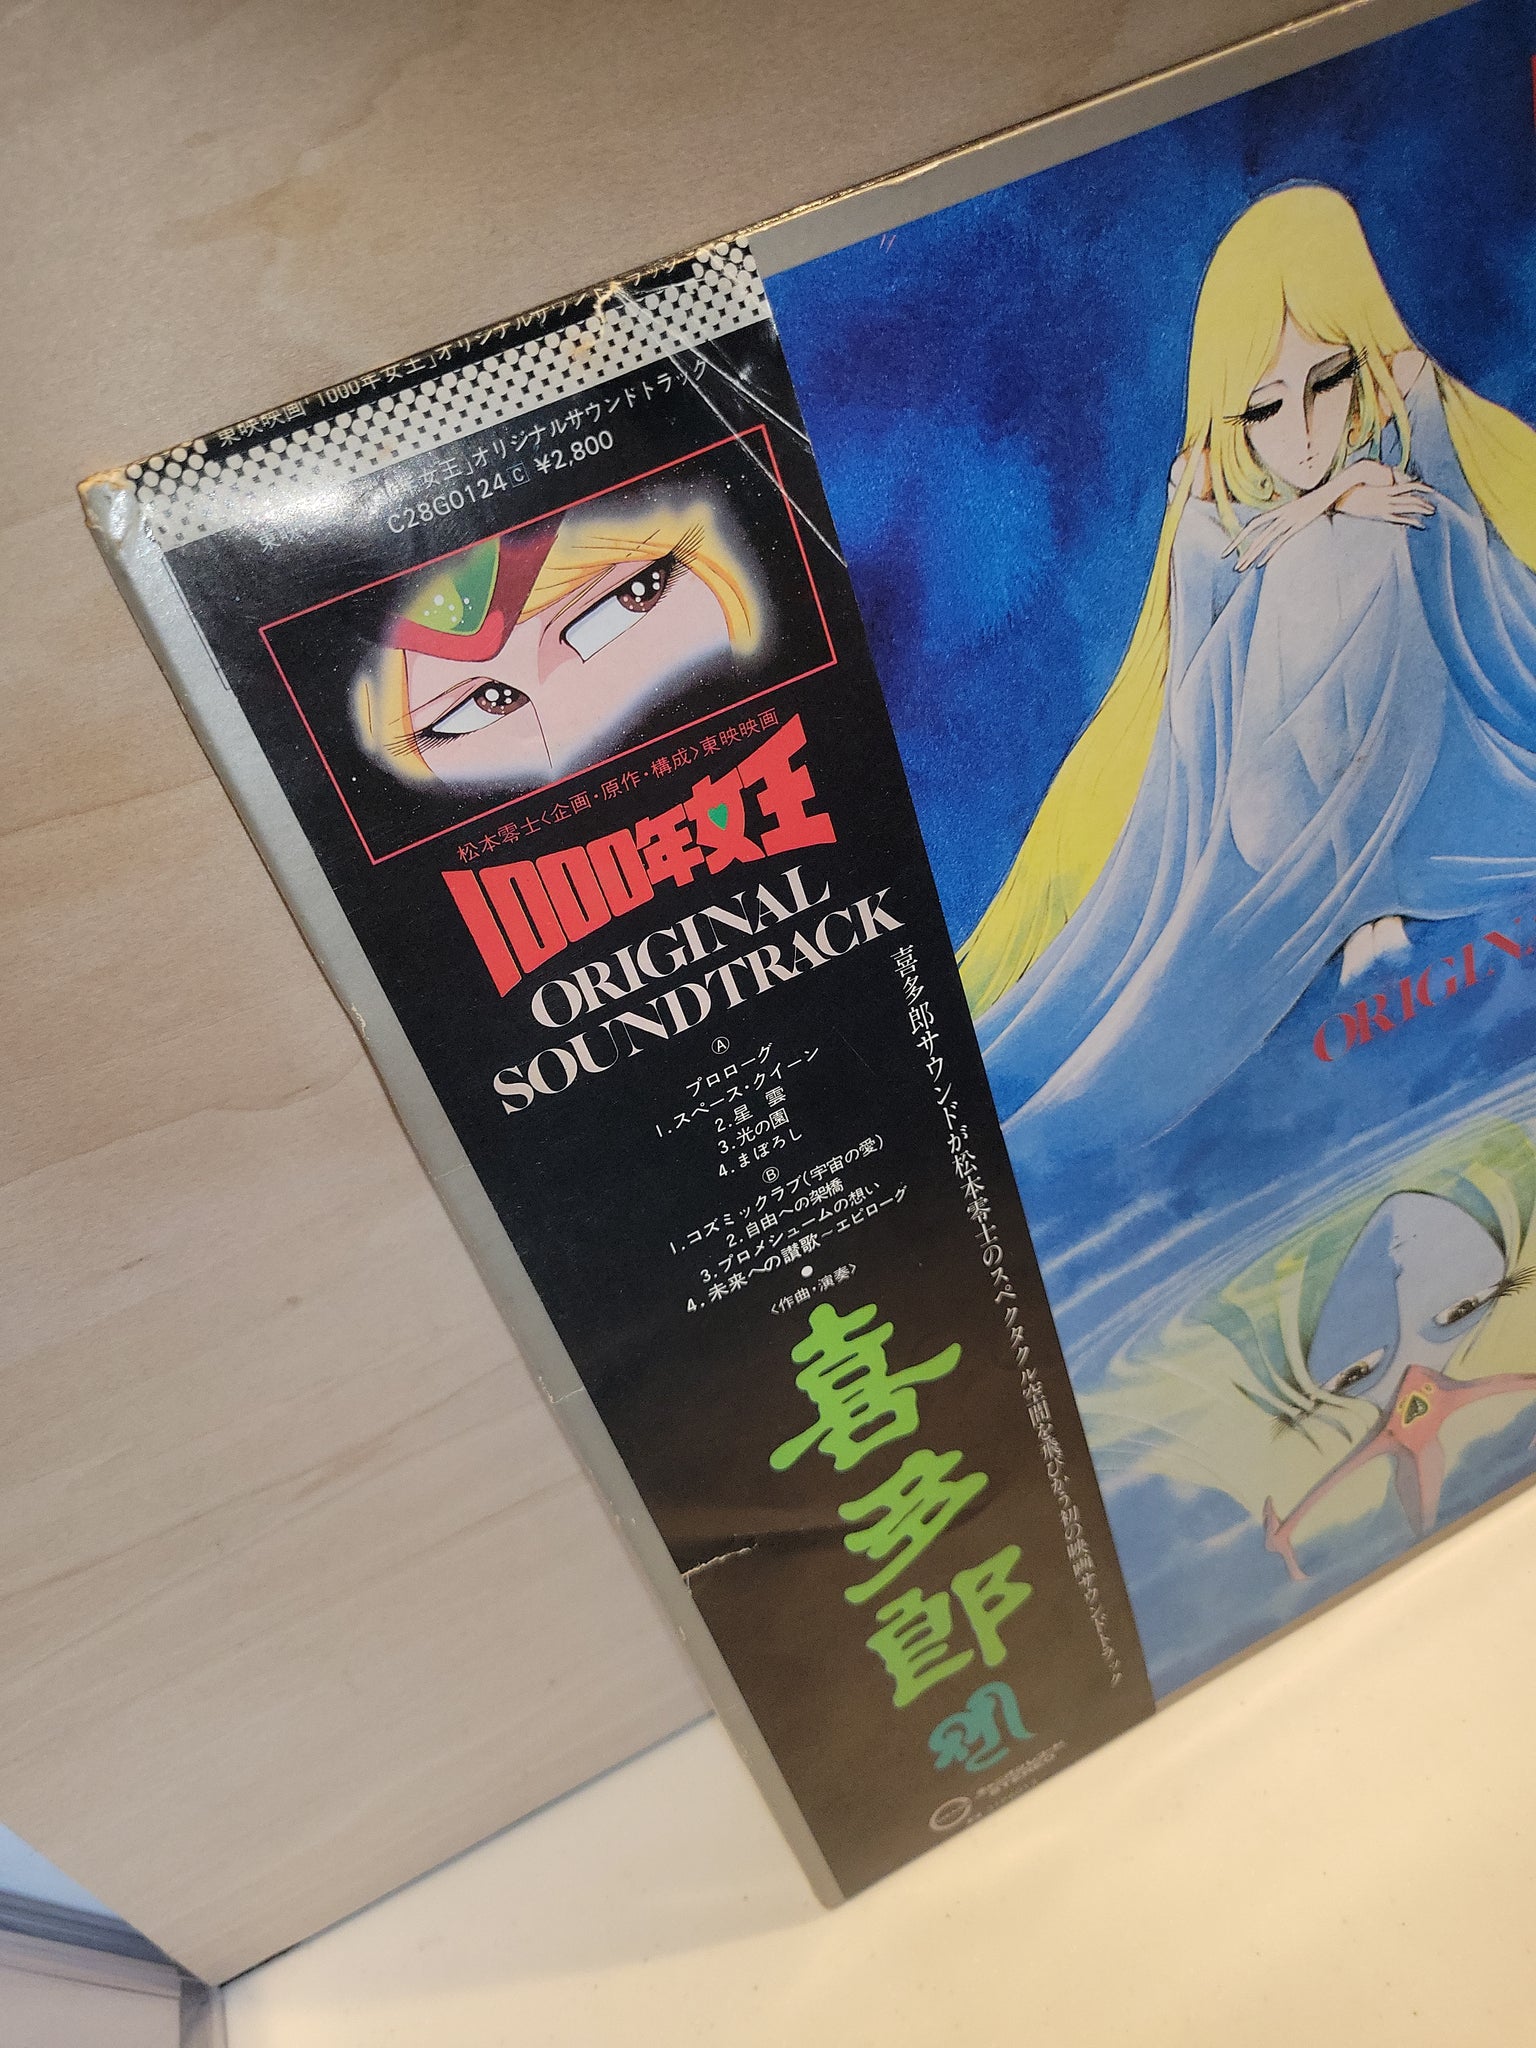 東映映画「1000年女王」オリジナルサウンドトラック
東映 年女王」オリジナルサウンドトラック
C28G0124 C ¥2,800
松本零士〈企画・原作・構成〉東映映画
1000年女王
ORIGINAL
SOUNDTRACK
Ⓐ
プロローグ
1.スペース・クイーン
2.星雲
3.光の園
4.まぼろし
Ⓑ
1.コズミックラブ(宇宙の愛)
2.自由への架橋
3.プロメシュームの想い
4.未来への讃歌~エピローグ
●
〈作曲・演奏〉
喜多郎
喜多郎サウンドが松本零士のスペクタクル空間を飛びかう初の映画サウンドトラック